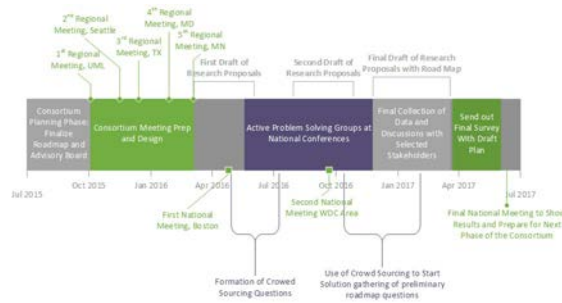 2nd Regional
Meeting, Seattle
4th Regional
Meeting, MD
1st Regional
Meeting, UML
3rd Regional
Meeting, TX
5th Regional
Meeting, MN
First Draft of
Research Proposals
Second Draft
of Research
Proposals
Final Draft of Research
Proposals with Road Map
Consortium
Planning Phase:
Finalize
Roadmap and
Advisory Board
Consortium Meeting Prep
and Design
Active Problem Solving Groups at
National Conferences
Final Collection of
Data and
Discussions with
Selected
Stakeholders
Send out
Final Survey
With Draft
Plan
Jul 2015
Oct 2015
Jan 2016
Apr 2016
Jul 2016
Oct 2016
Jan 2017
Apr 2017
Jul 2017
First National
Meeting, Boston
Second National
Meeting WDC Area
Final National Meeting to Show
Results and Prepare for Next
Phase of the Consortium
Formation of Crowed
Sourcing Questions
Use of Crowd Sourcing to Start
Solution gathering of preliminary
roadmap questions